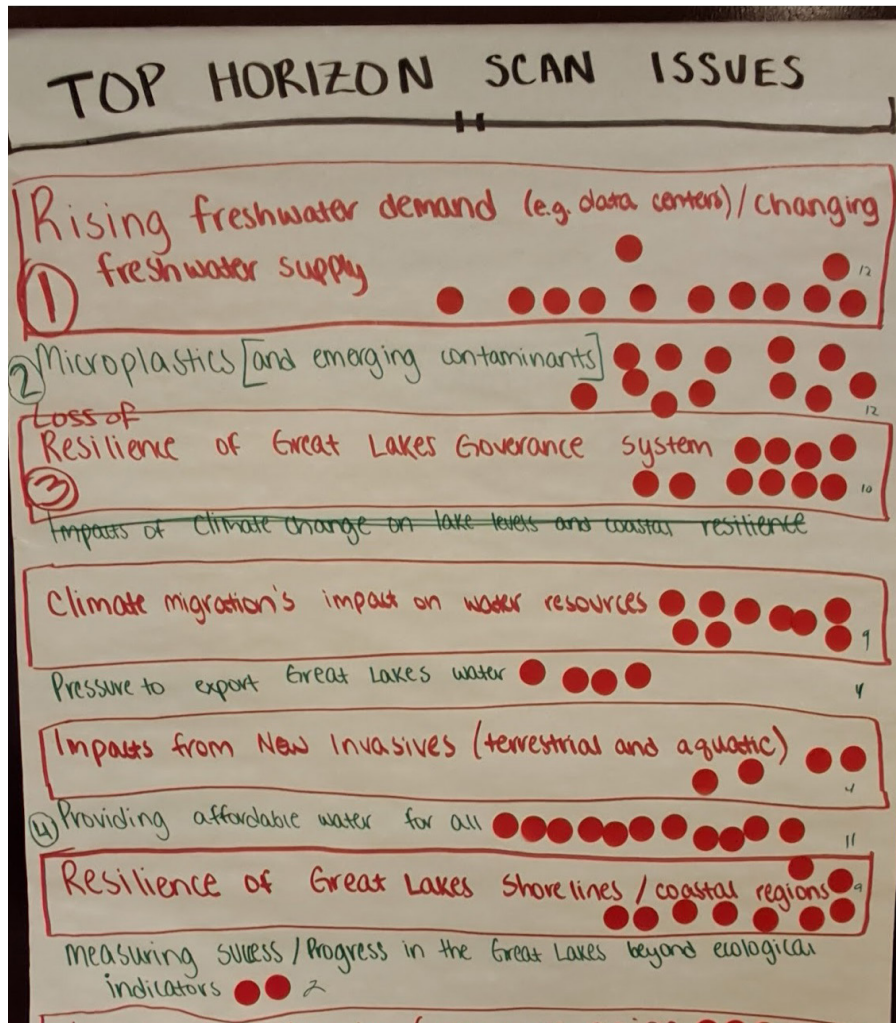 TOP HORIZON SCAN ISSUES
Rising freshwater demand (e.g. data centers) / changing
① freshwater supply
12
② Microplastics [and emerging contaminants]
12
Loss of
Resilience of Great Lakes Goverance system
③
10
Impacts of climate change on lake levels and coastal resilience
Climate migration's impact on water resources
9
Pressure to export Great Lakes water
4
Impacts from New Invasives (terrestrial and aquatic)
4
④ Providing affordable water for all
11
Resilience of Great Lakes Shorelines / coastal regions
9
measuring success / Progress in the Great Lakes beyond ecological
indicators 2